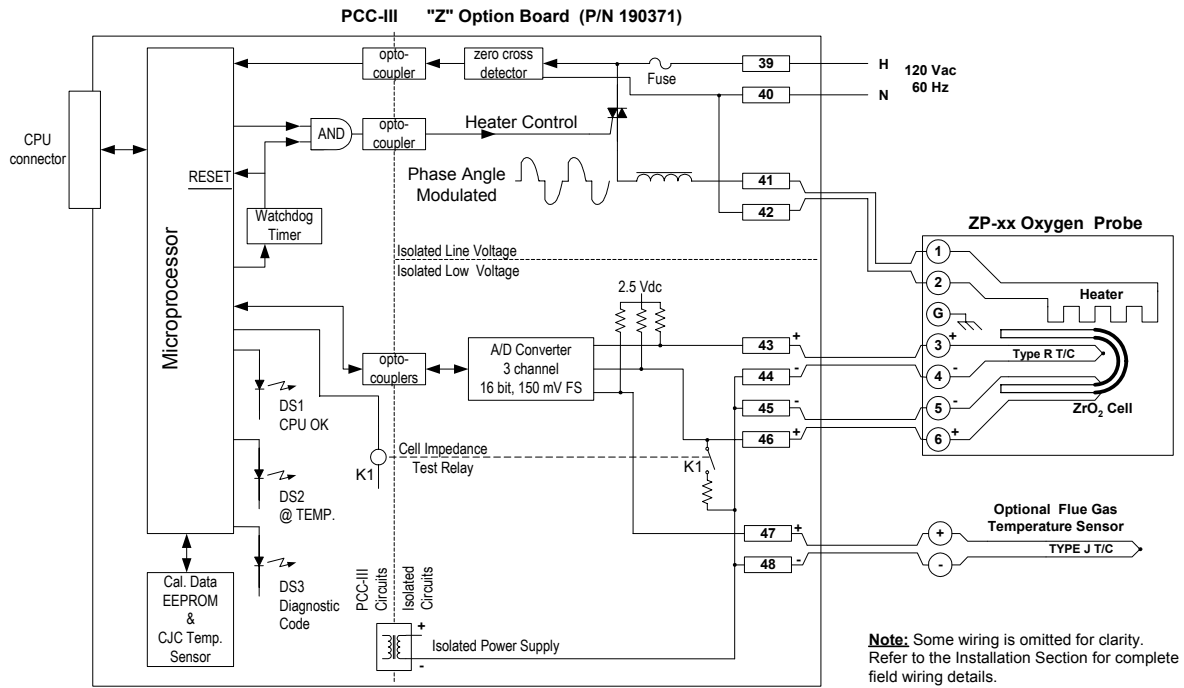 PCC-III "Z" Option Board (P/N 190371)
opto-
coupler
zero cross
detector
Fuse
39
H
120 Vac
60 Hz
40
N
CPU
connector
AND
opto-
coupler
Heater Control
RESET
Phase Angle
Modulated
41
42
Watchdog
Timer
Microprocessor
Isolated Line Voltage
Isolated Low Voltage
ZP-xx Oxygen Probe
1
2
Heater
G
2.5 Vdc
opto-
couplers
A/D Converter
3 channel
16 bit, 150 mV FS
43
+
3
+
Type R T/C
44
-
4
-
45
-
5
-
ZrO2 Cell
46
+
6
+
DS1
CPU OK
K1
Cell Impedance
Test Relay
K1
DS2
@ TEMP.
Optional Flue Gas
Temperature Sensor
47
+
+
TYPE J T/C
48
-
-
DS3
Diagnostic
Code
Cal. Data
EEPROM
&
CJC Temp.
Sensor
PCC-III
Circuits
Isolated
Circuits
+
-
Isolated Power Supply
Note: Some wiring is omitted for clarity.
Refer to the Installation Section for complete
field wiring details.